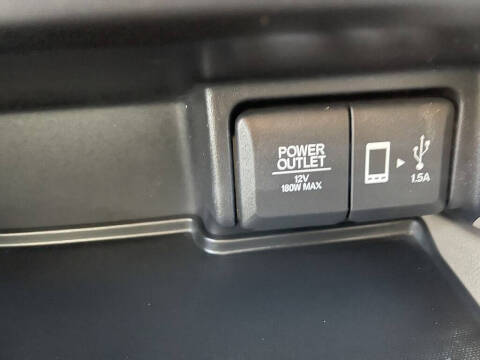 POWER
OUTLET
12V
180W MAX
1.5A